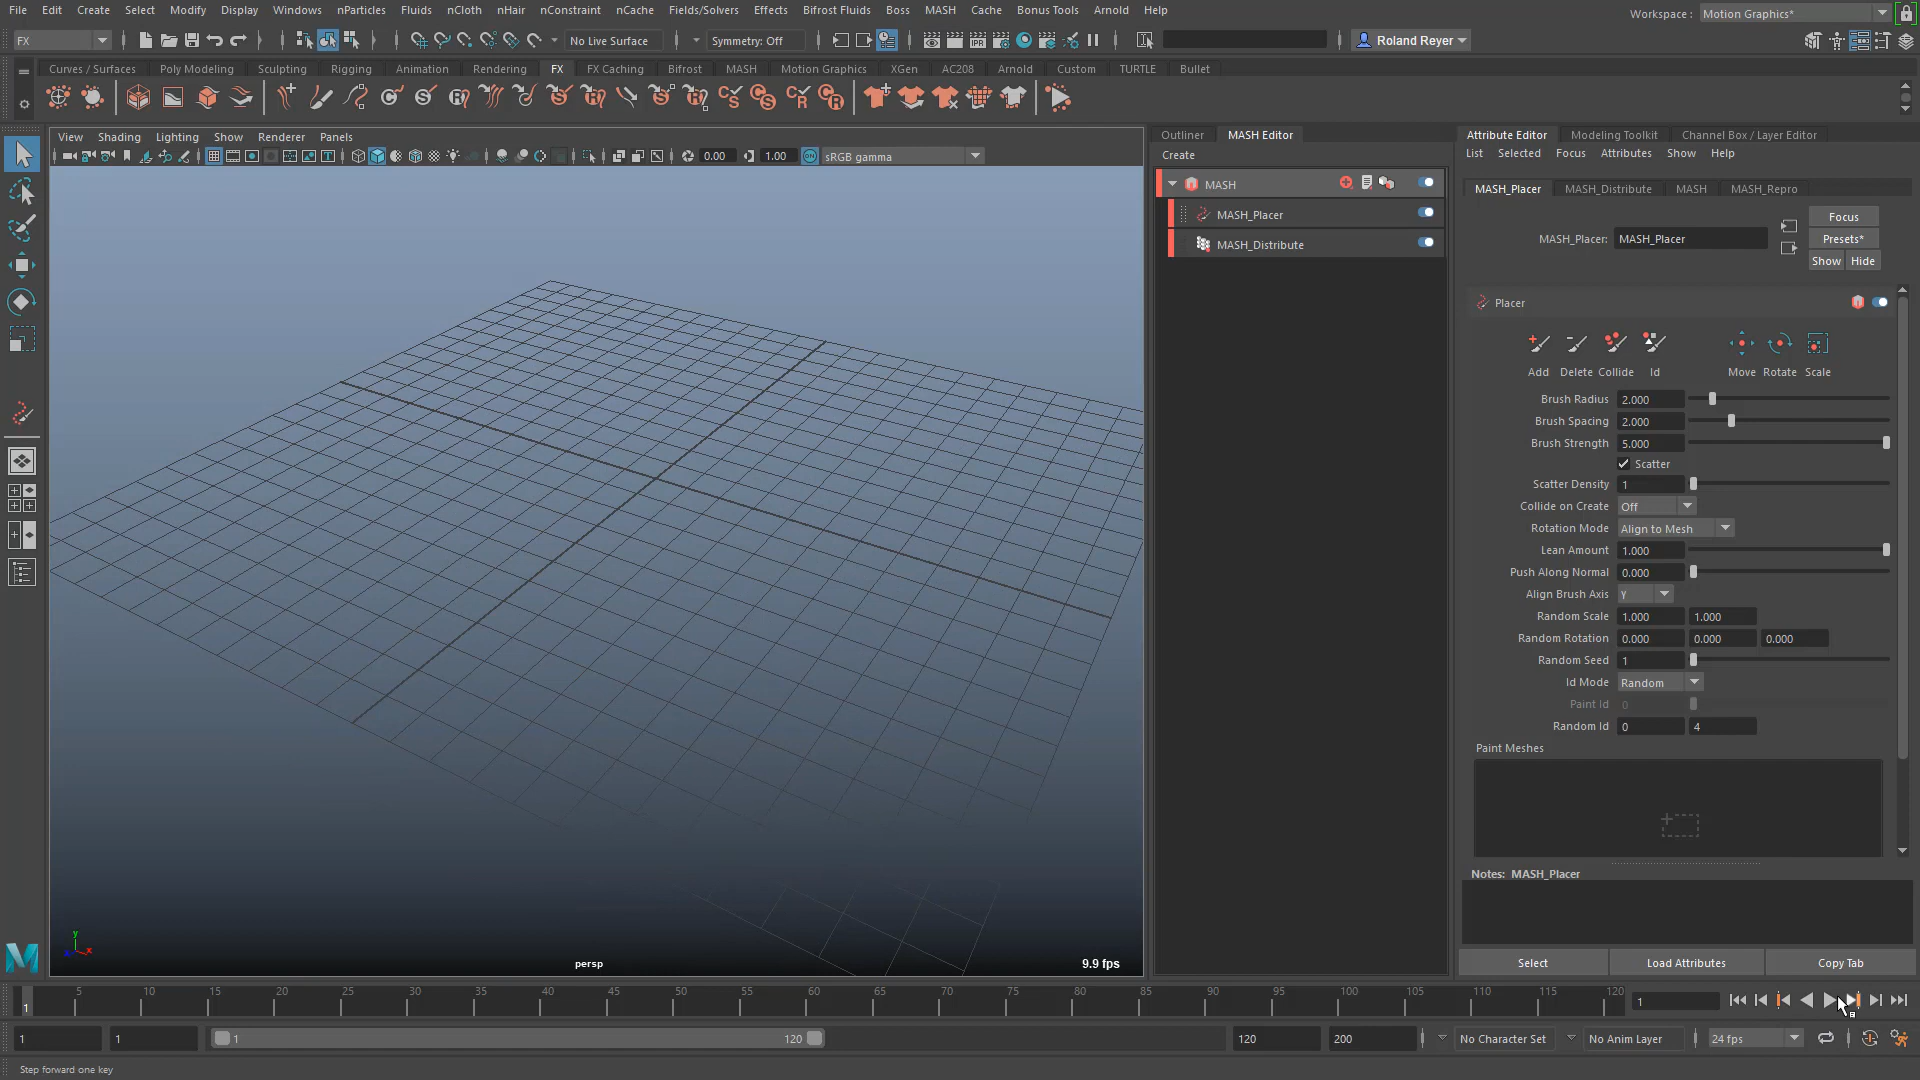 File Edit Create Select Modify Display Windows nParticles Fluids nCloth nHair nConstraint nCache Fields/Solvers Effects Bifrost Fluids Boss MASH Cache Bonus Tools Arnold Help
Workspace : Motion Graphics*
FX No Live Surface Symmetry: Off Roland Reyer
Curves / Surfaces Poly Modeling Sculpting Rigging Animation Rendering FX FX Caching Bifrost MASH Motion Graphics XGen AC208 Arnold Custom TURTLE Bullet
View Shading Lighting Show Renderer Panels
0.00 1.00 sRGB gamma
persp
9.9 fps
Outliner MASH Editor
Create
MASH
MASH_Placer
MASH_Distribute
Attribute Editor Modeling Toolkit Channel Box / Layer Editor
List Selected Focus Attributes Show Help
MASH_Placer MASH_Distribute MASH MASH_Repro
Focus
MASH_Placer: MASH_Placer Presets*
Show Hide
Placer
Add Delete Collide Id Move Rotate Scale
Brush Radius 2.000
Brush Spacing 2.000
Brush Strength 5.000
Scatter
Scatter Density 1
Collide on Create Off
Rotation Mode Align to Mesh
Lean Amount 1.000
Push Along Normal 0.000
Align Brush Axis y
Random Scale 1.000 1.000
Random Rotation 0.000 0.000 0.000
Random Seed 1
Id Mode Random
Paint Id 0
Random Id 0 4
Paint Meshes
Notes: MASH_Placer
Select Load Attributes Copy Tab
1 5 10 15 20 25 30 35 40 45 50 55 60 65 70 75 80 85 90 95 100 105 110 115 120 1
1 1 1 120 120 200 No Character Set No Anim Layer 24 fps
Step forward one key